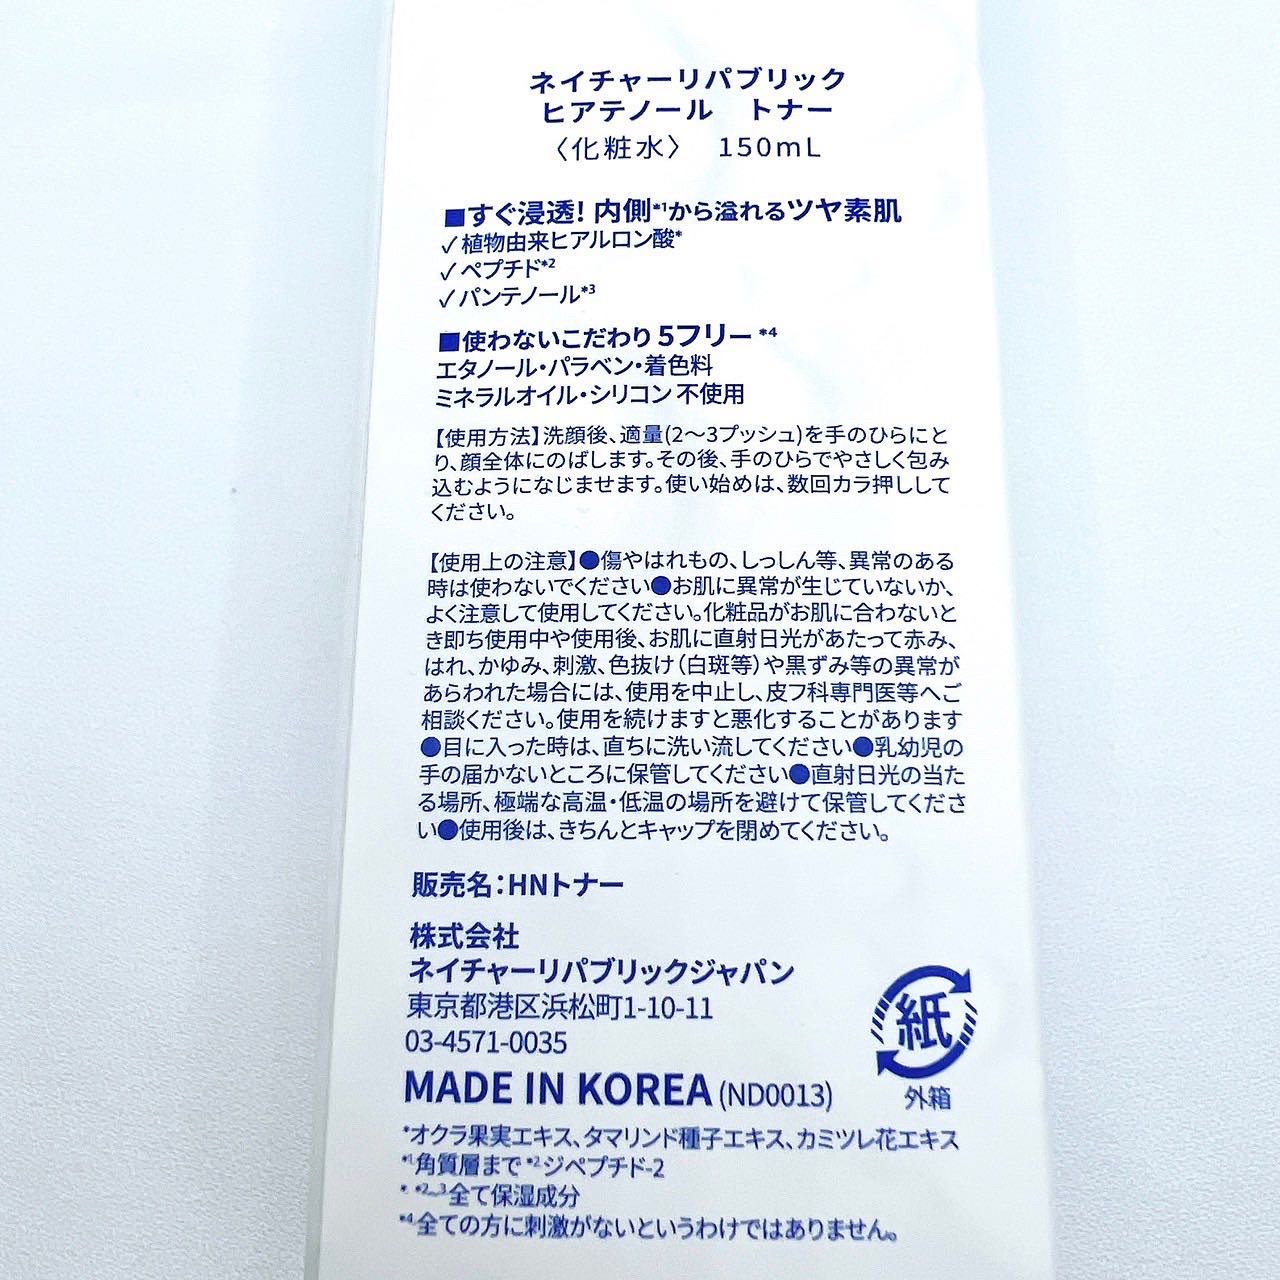 ネイチャーリパブリック
ヒアテノール　トナー
〈化粧水〉　150mL
■すぐ浸透！内側*1から溢れるツヤ素肌
✓植物由来ヒアルロン酸*
✓ペプチド*2
✓パンテノール*3
■使わないこだわり5フリー*4
エタノール・パラベン・着色料
ミネラルオイル・シリコン 不使用
【使用方法】洗顔後、適量(2～3プッシュ)を手のひらにと
り、顔全体にのばします。その後、手のひらでやさしく包み
込むようになじませます。使い始めは、数回カラ押しして
ください。
【使用上の注意】●傷やはれもの、しっしん等、異常のある
時は使わないでください●お肌に異常が生じていないか、
よく注意して使用してください。化粧品がお肌に合わないと
き即ち使用中や使用後、お肌に直射日光があたって赤み、
はれ、かゆみ、刺激、色抜け（白斑等）や黒ずみ等の異常が
あらわれた場合には、使用を中止し、皮フ科専門医等へご
相談ください。使用を続けますと悪化することがあります
●目に入った時は、直ちに洗い流してください●乳幼児の
手の届かないところに保管してください●直射日光の当た
る場所、極端な高温・低温の場所を避けて保管してくださ
い●使用後は、きちんとキャップを閉めてください。
販売名：HNトナー
株式会社
ネイチャーリパブリックジャパン
東京都港区浜松町1-10-11
03-4571-0035
MADE IN KOREA (ND0013)
紙
外箱
*オクラ果実エキス、タマリンド種子エキス、カミツレ花エキス
*1角質層まで *2ジペプチド-2
*, *2~3全て保湿成分
*4全ての方に刺激がないというわけではありません。